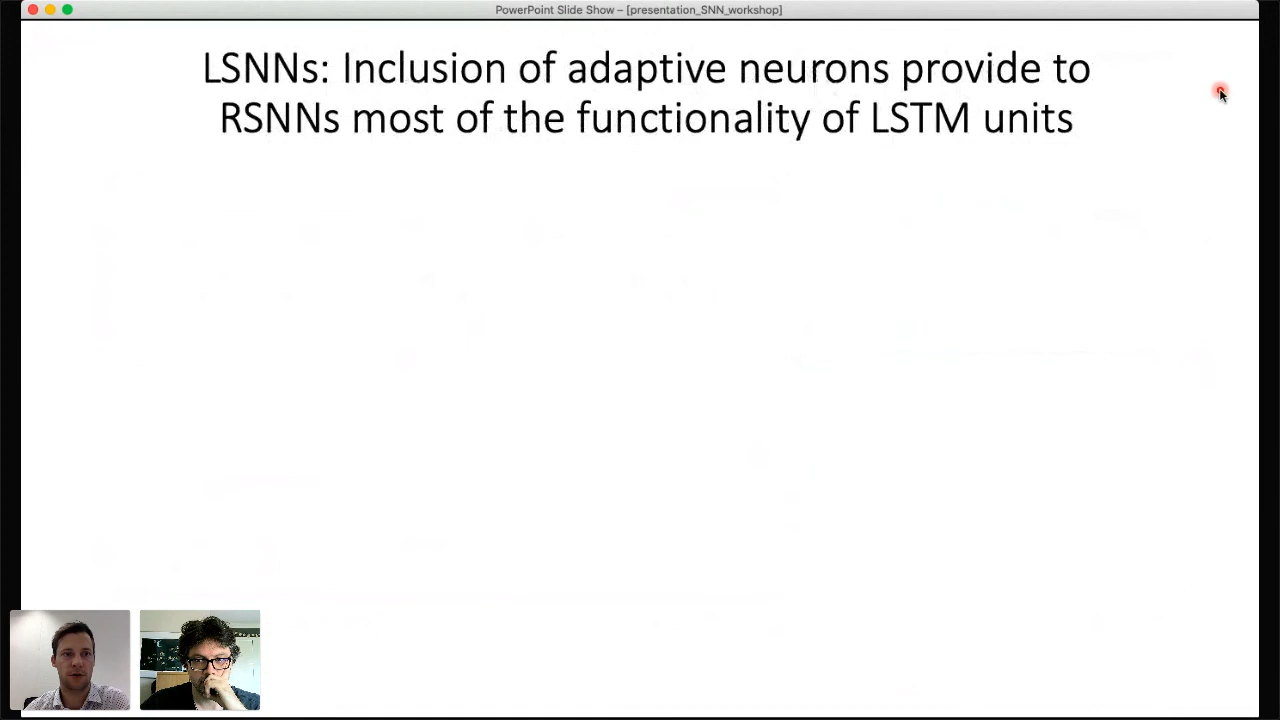 PowerPoint Slide Show – [presentation_SNN_workshop]
LSNNs: Inclusion of adaptive neurons provide to
RSNNs most of the functionality of LSTM units